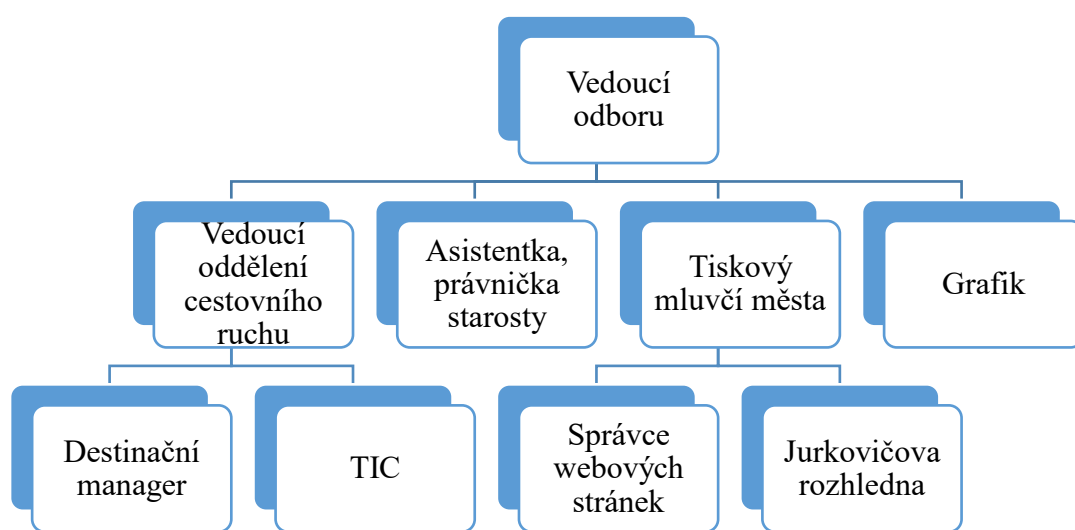 Vedoucí
odboru
Vedoucí
oddělení
cestovního
ruchu
Asistentka,
právnička
starosty
Tiskový
mluvčí města
Grafik
Destinační
manager
TIC
Správce
webových
stránek
Jurkovičova
rozhledna